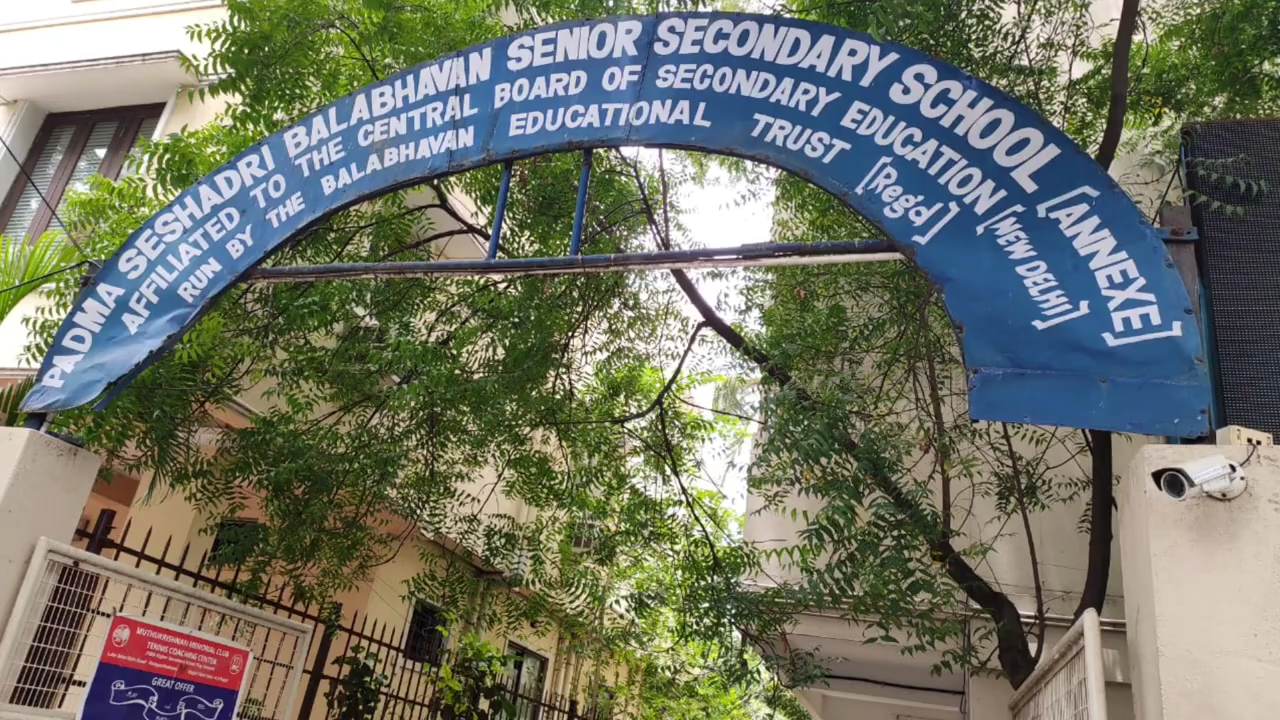 PADMA SESHADRI BALABHAVAN SENIOR SECONDARY SCHOOL [ANNEXE]
AFFILIATED TO THE CENTRAL BOARD OF SECONDARY EDUCATION [NEW DELHI]
RUN BY THE BALABHAVAN EDUCATIONAL TRUST [Regd]
MUTHUKRISHNAN MEMORIAL CLUB
TENNIS COACHING CENTER
GREAT OFFER